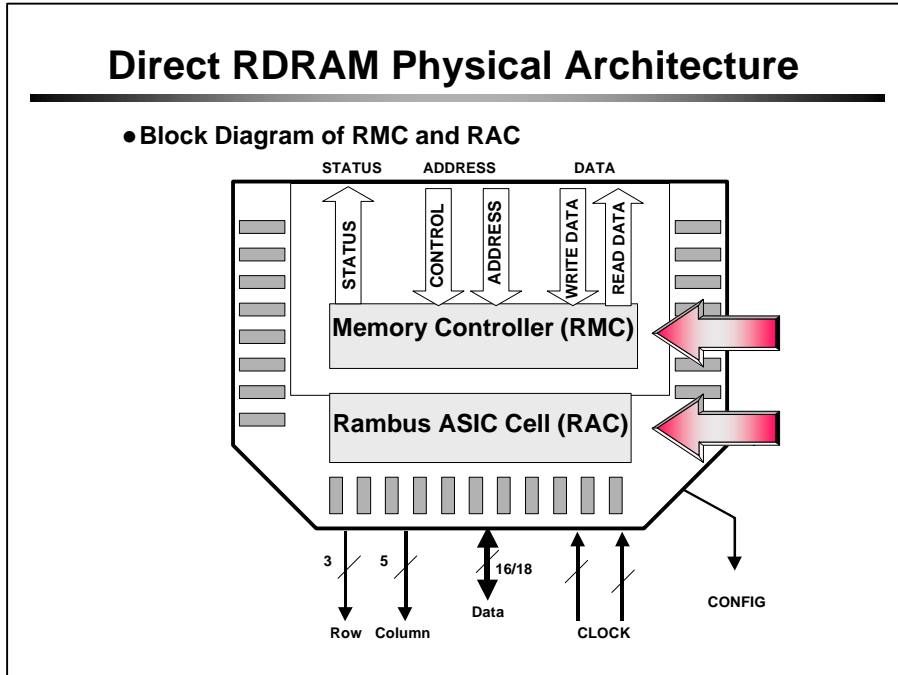 Direct RDRAM Physical Architecture
●Block Diagram of RMC and RAC
STATUS ADDRESS DATA
STATUS
CONTROL
ADDRESS
WRITE DATA
READ DATA
Memory Controller (RMC)
Rambus ASIC Cell (RAC)
3 5 16/18
Data
CONFIG
Row Column CLOCK